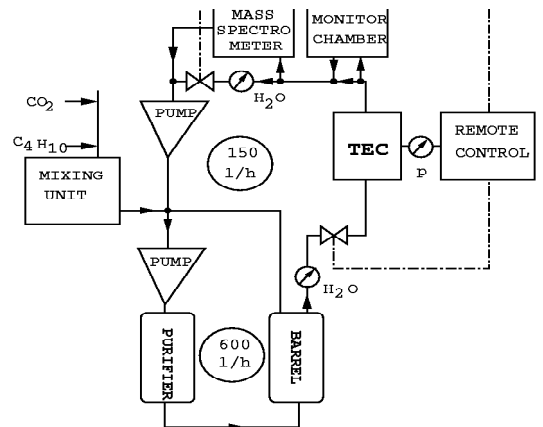 MASS
SPECTRO
METER
MONITOR
CHAMBER
H2O
CO2
C4 H10
PUMP
MIXING
UNIT
150
l/h
TEC
P
REMOTE
CONTROL
PUMP
H2O
PURIFIER
600
l/h
BARREL